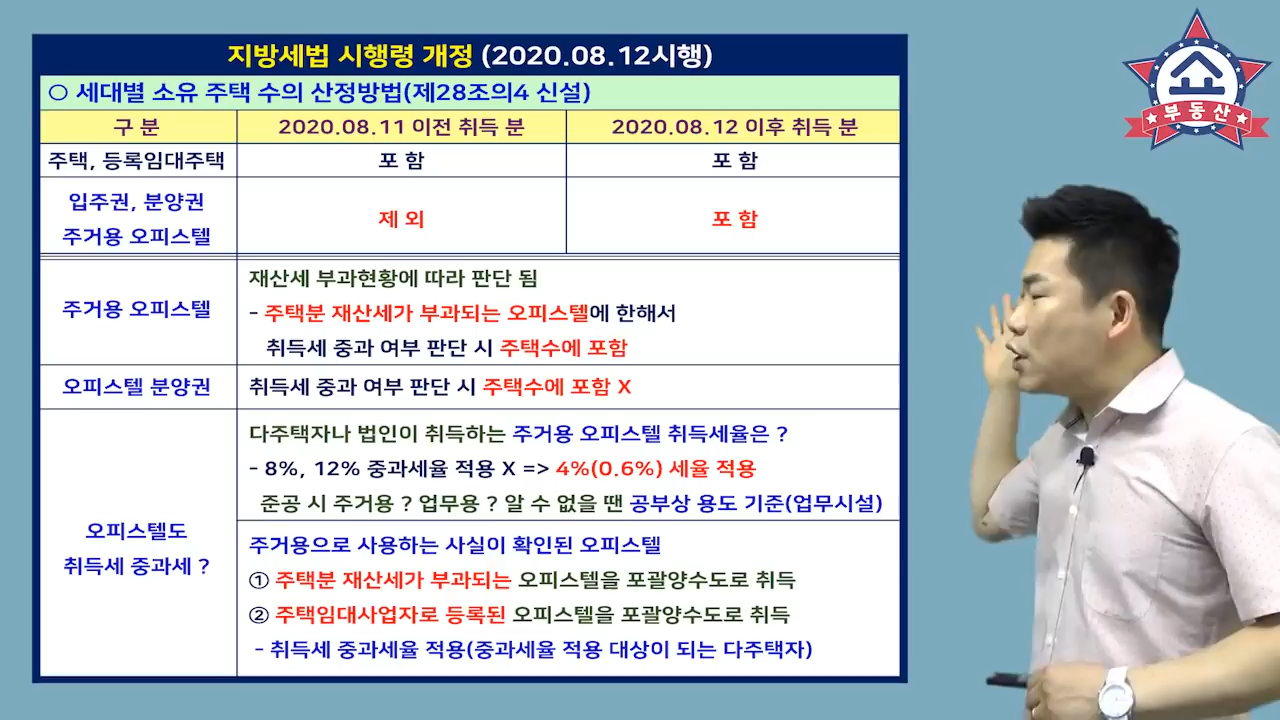 지방세법 시행령 개정 (2020.08.12시행)
○ 세대별 소유 주택 수의 산정방법(제28조의4 신설)
구 분
2020.08.11 이전 취득 분
2020.08.12 이후 취득 분
주택, 등록임대주택
포 함
포 함
입주권, 분양권
주거용 오피스텔
제 외
포 함
주거용 오피스텔
재산세 부과현황에 따라 판단 됨
- 주택분 재산세가 부과되는 오피스텔에 한해서
취득세 중과 여부 판단 시 주택수에 포함
오피스텔 분양권
취득세 중과 여부 판단 시 주택수에 포함 X
오피스텔도
취득세 중과세 ?
다주택자나 법인이 취득하는 주거용 오피스텔 취득세율은 ?
- 8%, 12% 중과세율 적용 X => 4%(0.6%) 세율 적용
준공 시 주거용 ? 업무용 ? 알 수 없을 땐 공부상 용도 기준(업무시설)
주거용으로 사용하는 사실이 확인된 오피스텔
① 주택분 재산세가 부과되는 오피스텔을 포괄양수도로 취득
② 주택임대사업자로 등록된 오피스텔을 포괄양수도로 취득
- 취득세 중과세율 적용(중과세율 적용 대상이 되는 다주택자)
부동산